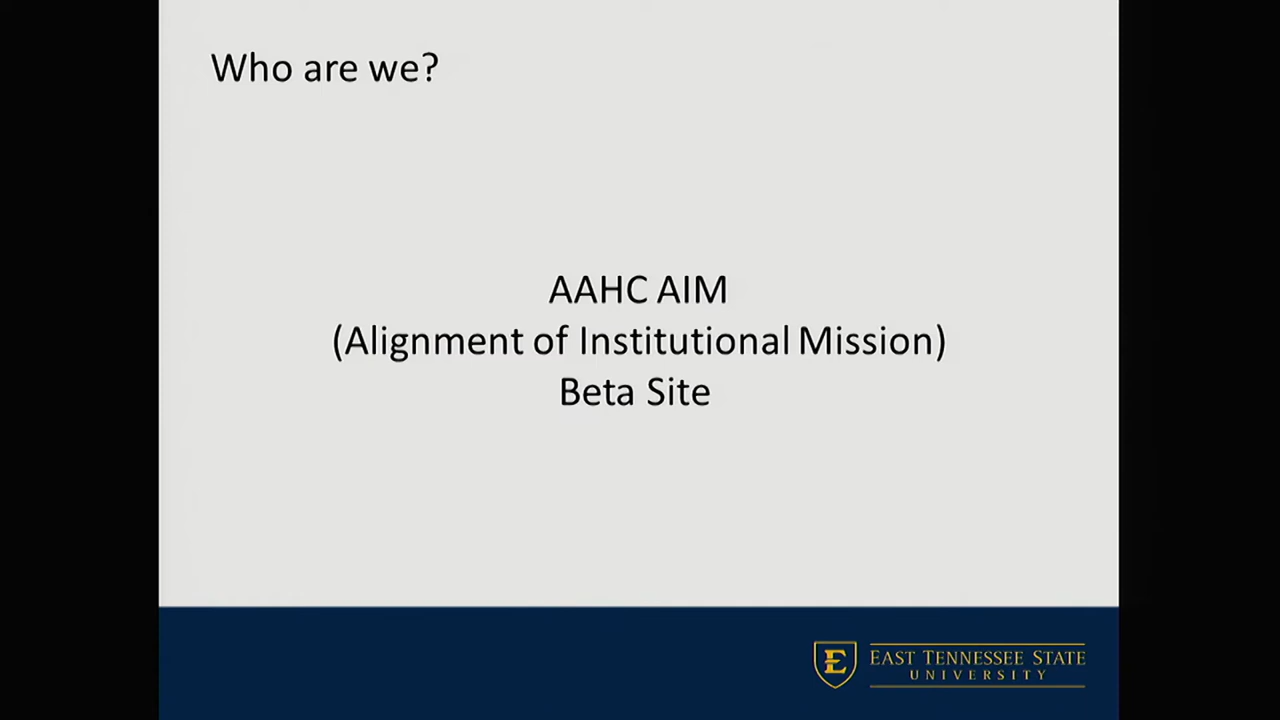 Who are we?
AAHC AIM
(Alignment of Institutional Mission)
Beta Site
E
EAST TENNESSEE STATE
UNIVERSITY